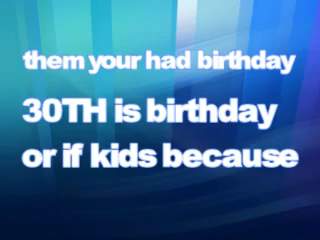 them your had birthday
30TH is birthday
or if kids because